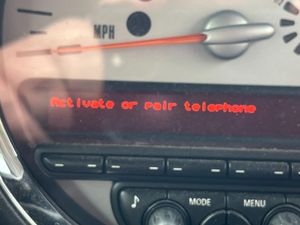 MPH
Activate or pair telephone
MODE
MENU